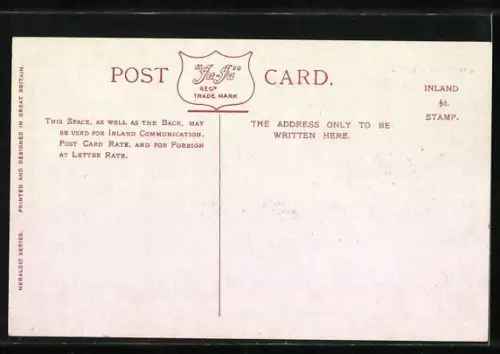 POST CARD.
"Ja-Ja"
REGD
TRADE MARK
INLAND
½d.
STAMP.
THIS SPACE, AS WELL AS THE BACK, MAY
BE USED FOR INLAND COMMUNICATION.
POST CARD RATE, AND FOR FOREIGN
AT LETTER RATE.
THE ADDRESS ONLY TO BE
WRITTEN HERE.
HERALDIC SERIES. PRINTED AND DESIGNED IN GREAT BRITAIN.